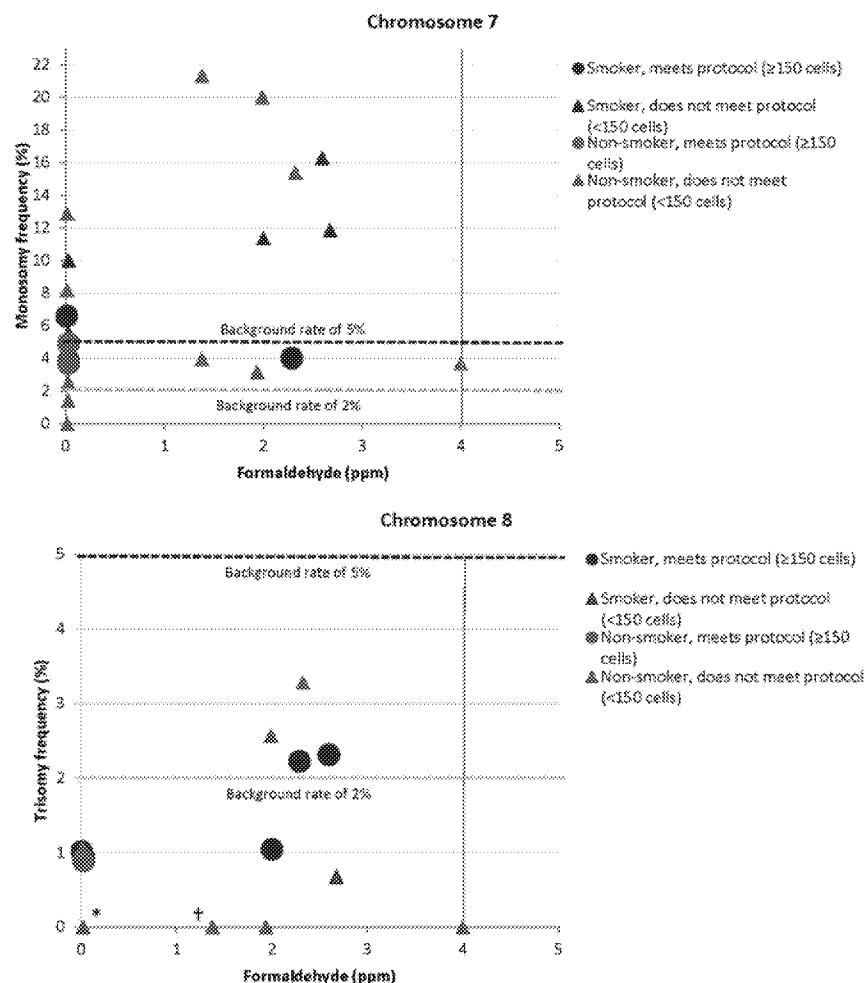 Chromosome 7
22
20
18
16
14
12
10
8
6
4
2
0
Monosomy frequency (%)
Background rate of 5%
Background rate of 2%
0 1 2 3 4 5
Formaldehyde (ppm)
Smoker, meets protocol (≥150 cells)
Smoker, does not meet protocol
(<150 cells)
Non-smoker, meets protocol (≥150
cells)
Non-smoker, does not meet
protocol (<150 cells)
Chromosome 8
5
4
3
2
1
0
Trisomy frequency (%)
Background rate of 5%
Background rate of 2%
* †
0 1 2 3 4 5
Formaldehyde (ppm)
Smoker, meets protocol (≥150 cells)
Smoker, does not meet protocol
(<150 cells)
Non-smoker, meets protocol (≥150
cells)
Non-smoker, does not meet protocol
(<150 cells)